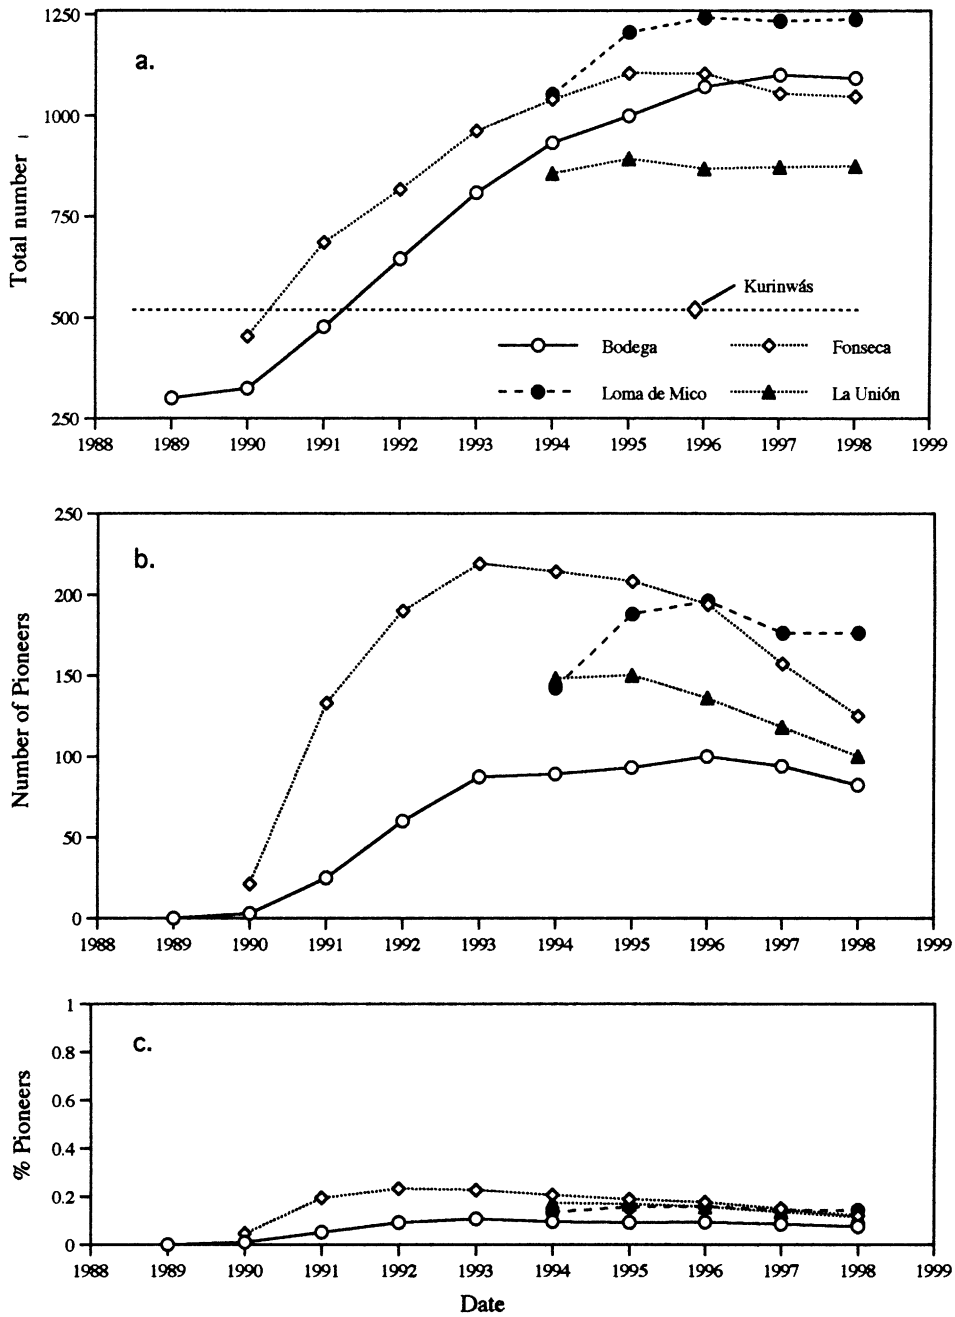 1250
a.
1000
Total number
750
500
250
Kurinwás
Bodega
Fonseca
Loma de Mico
La Unión
1988 1989 1990 1991 1992 1993 1994 1995 1996 1997 1998 1999
250
b.
200
Number of Pioneers
150
100
50
0
1988 1989 1990 1991 1992 1993 1994 1995 1996 1997 1998 1999
1
c.
0.8
% Pioneers
0.6
0.4
0.2
0
1988 1989 1990 1991 1992 1993 1994 1995 1996 1997 1998 1999
Date